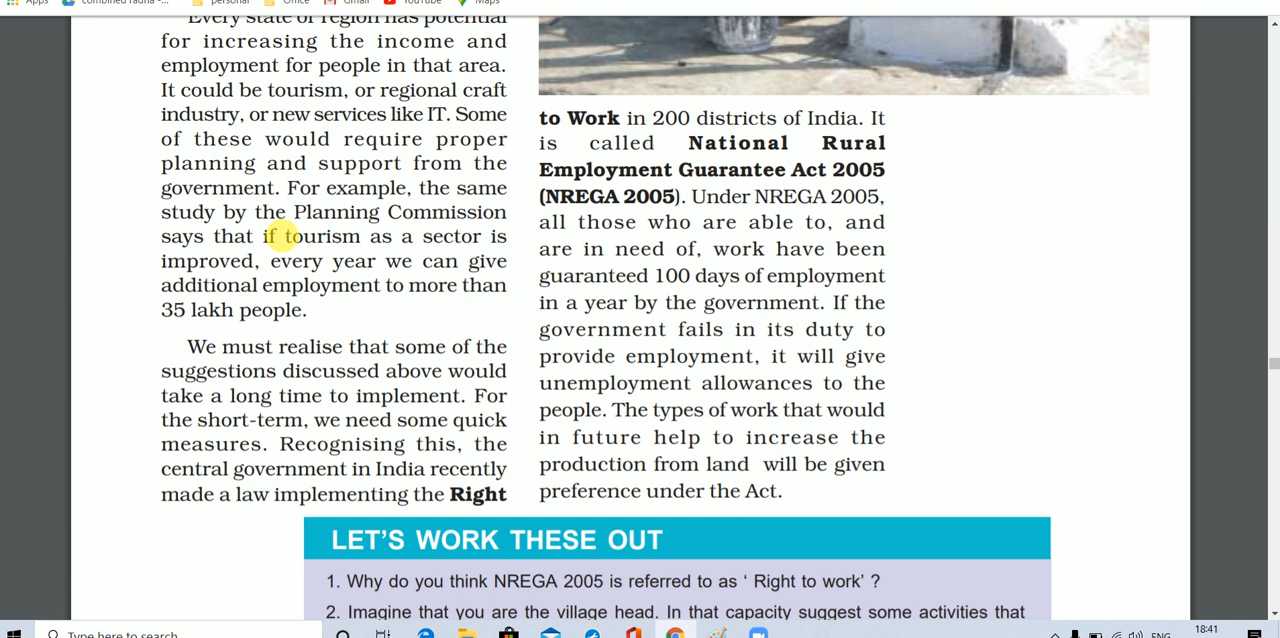 Apps
combined radha -...
personal
Office
Gmail
YouTube
Maps
Every state or region has potential
for increasing the income and
employment for people in that area.
It could be tourism, or regional craft
industry, or new services like IT. Some
of these would require proper
planning and support from the
government. For example, the same
study by the Planning Commission
says that if tourism as a sector is
improved, every year we can give
additional employment to more than
35 lakh people.
We must realise that some of the
suggestions discussed above would
take a long time to implement. For
the short-term, we need some quick
measures. Recognising this, the
central government in India recently
made a law implementing the Right
to Work in 200 districts of India. It
is called National Rural
Employment Guarantee Act 2005
(NREGA 2005). Under NREGA 2005,
all those who are able to, and
are in need of, work have been
guaranteed 100 days of employment
in a year by the government. If the
government fails in its duty to
provide employment, it will give
unemployment allowances to the
people. The types of work that would
in future help to increase the
production from land will be given
preference under the Act.
LET'S WORK THESE OUT
1. Why do you think NREGA 2005 is referred to as ‘ Right to work’ ?
2. Imagine that you are the village head. In that capacity suggest some activities that
Type here to search
ENG
18:41